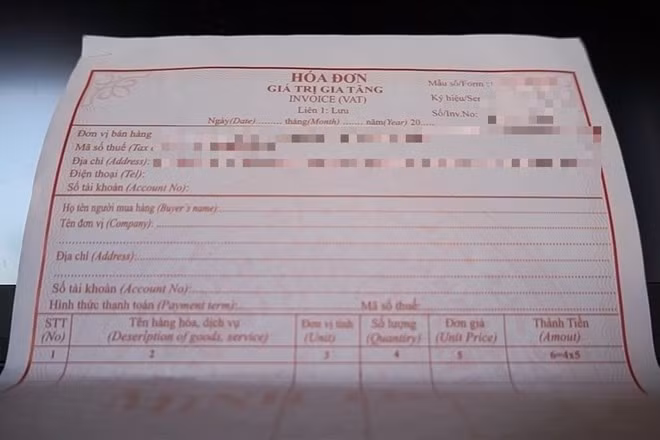 HÓA ĐƠN
GIÁ TRỊ GIA TĂNG
INVOICE (VAT)
Liên 1: Lưu
Ngày(Date)......... tháng(Month) ....... năm(Year) 20.....
Mẫu số/Form
Ký hiệu/Ser
Số/Inv.No:
Đơn vị bán hàng
Mã số thuế (Tax
Địa chỉ (Address):
Điện thoại (Tel):
Số tài khoản (Account No):
Họ tên người mua hàng (Buyer's name)
Tên đơn vị (Company):
Địa chỉ (Address):
Số tài khoản (Account No):
Hình thức thanh toán (Payment term): Mã số thuế:
STT (No) Tên hàng hóa, dịch vụ (Deseription of goods, service) Đơn vị tính (Unit) Số lượng (Quantity) Đơn giá (Unit Price) Thành Tiền (Amout)
1 2 3 4 5 6=4x5